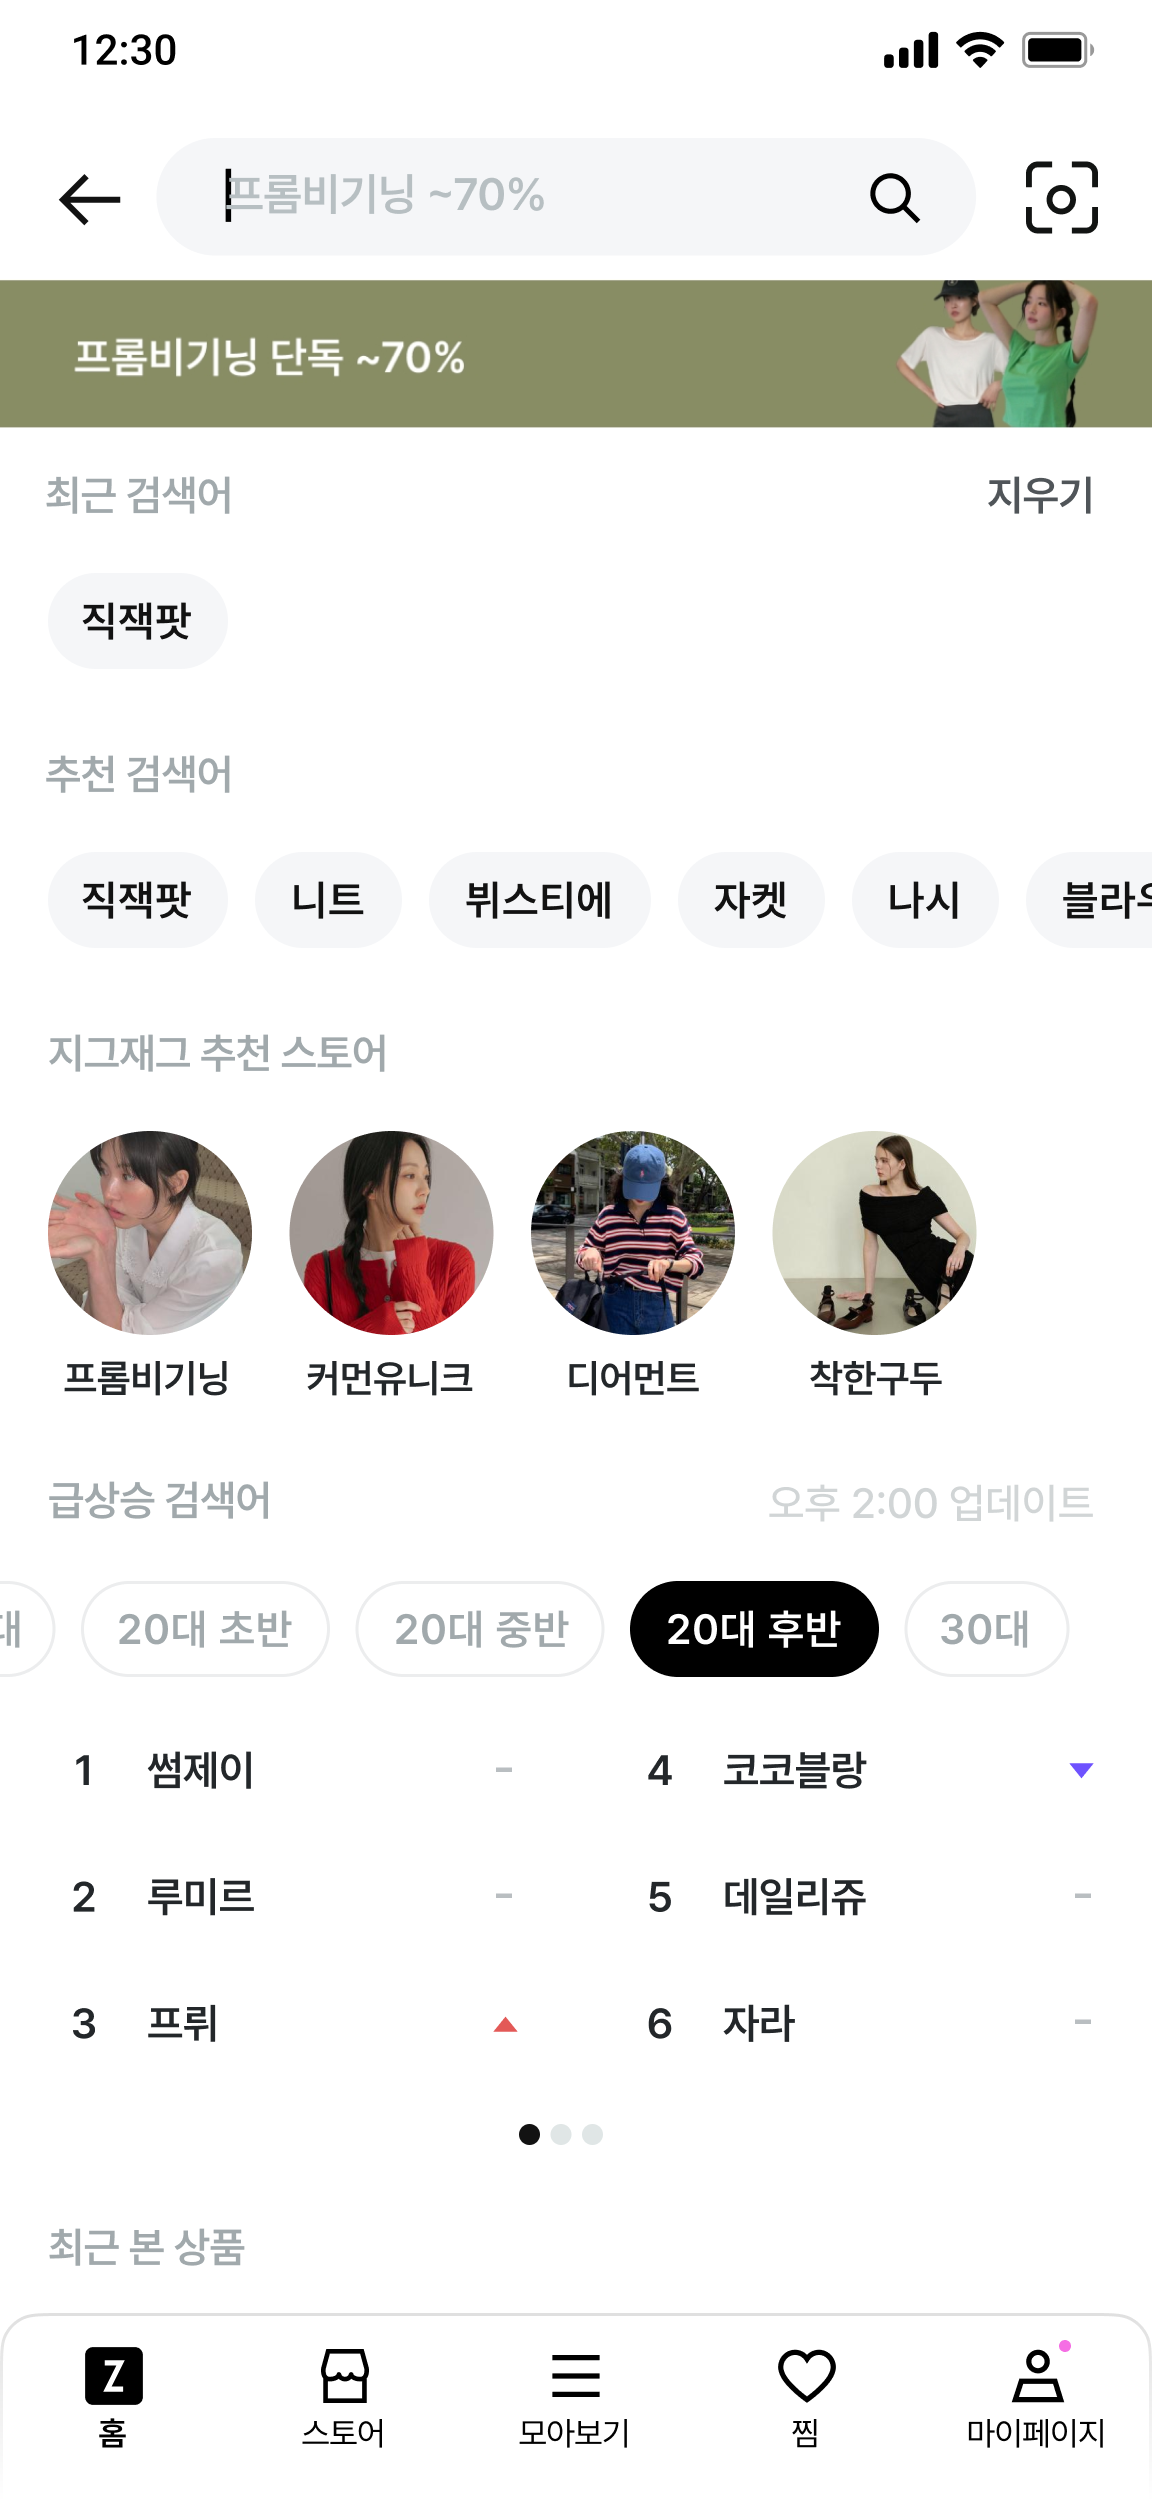 12:30
프롬비기닝 ~70%
프롬비기닝 단독 ~70%
최근 검색어 지우기
직잭팟
추천 검색어
직잭팟 니트 뷔스티에 자켓 나시
지그재그 추천 스토어
프롬비기닝 커먼유니크 디어먼트 착한구두
급상승 검색어 오후 2:00 업데이트
대 20대 초반 20대 중반 20대 후반 30대
1 썸제이 -
2 루미르 -
3 프뤼
4 코코블랑
5 데일리쥬 -
6 자라 -
최근 본 상품
Z
홈 스토어 모아보기 찜 마이페이지